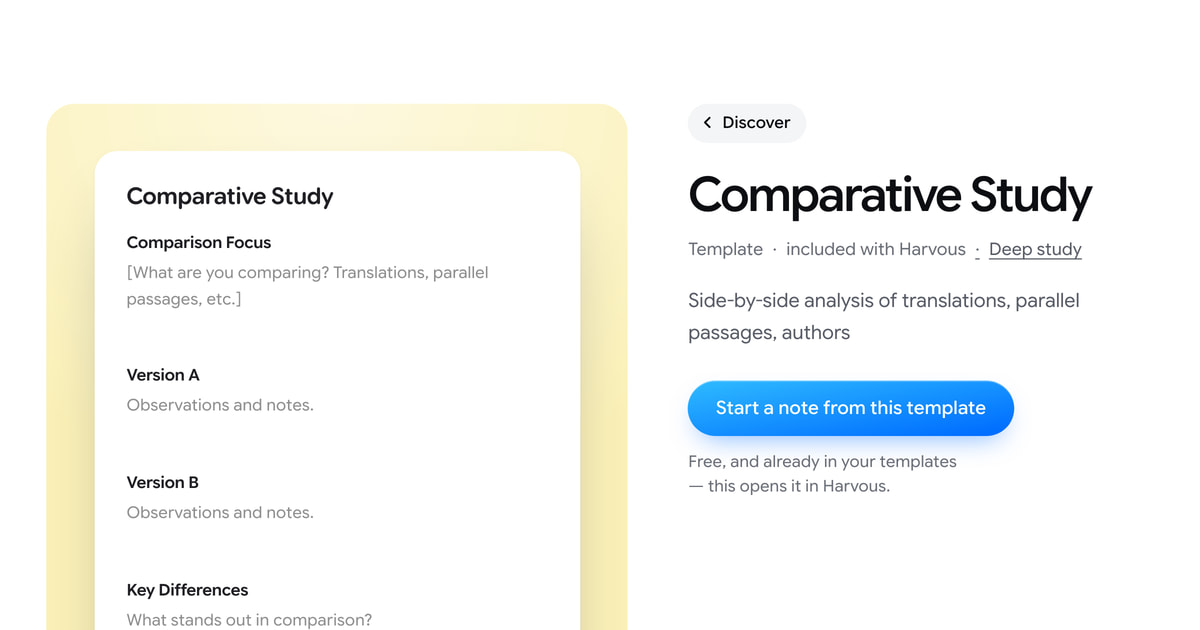 Comparative Study
Comparison Focus
[What are you comparing? Translations, parallel
passages, etc.]
Version A
Observations and notes.
Version B
Observations and notes.
Key Differences
What stands out in comparison?
Discover
Comparative Study
Template · included with Harvous · Deep study
Side-by-side analysis of translations, parallel
passages, authors
Start a note from this template
Free, and already in your templates
— this opens it in Harvous.